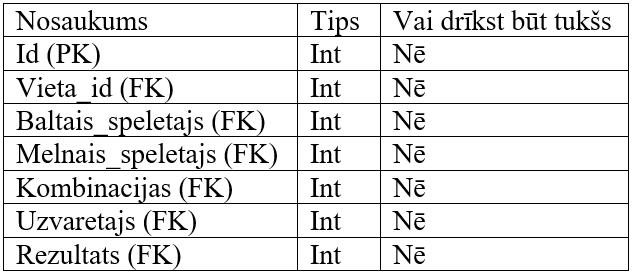 Nosaukums Tips Vai drīkst būt tukšs
Id (PK) Int Nē
Vieta_id (FK) Int Nē
Baltais_speletajs (FK) Int Nē
Melnais_speletajs (FK) Int Nē
Kombinacijas (FK) Int Nē
Uzvaretajs (FK) Int Nē
Rezultats (FK) Int Nē